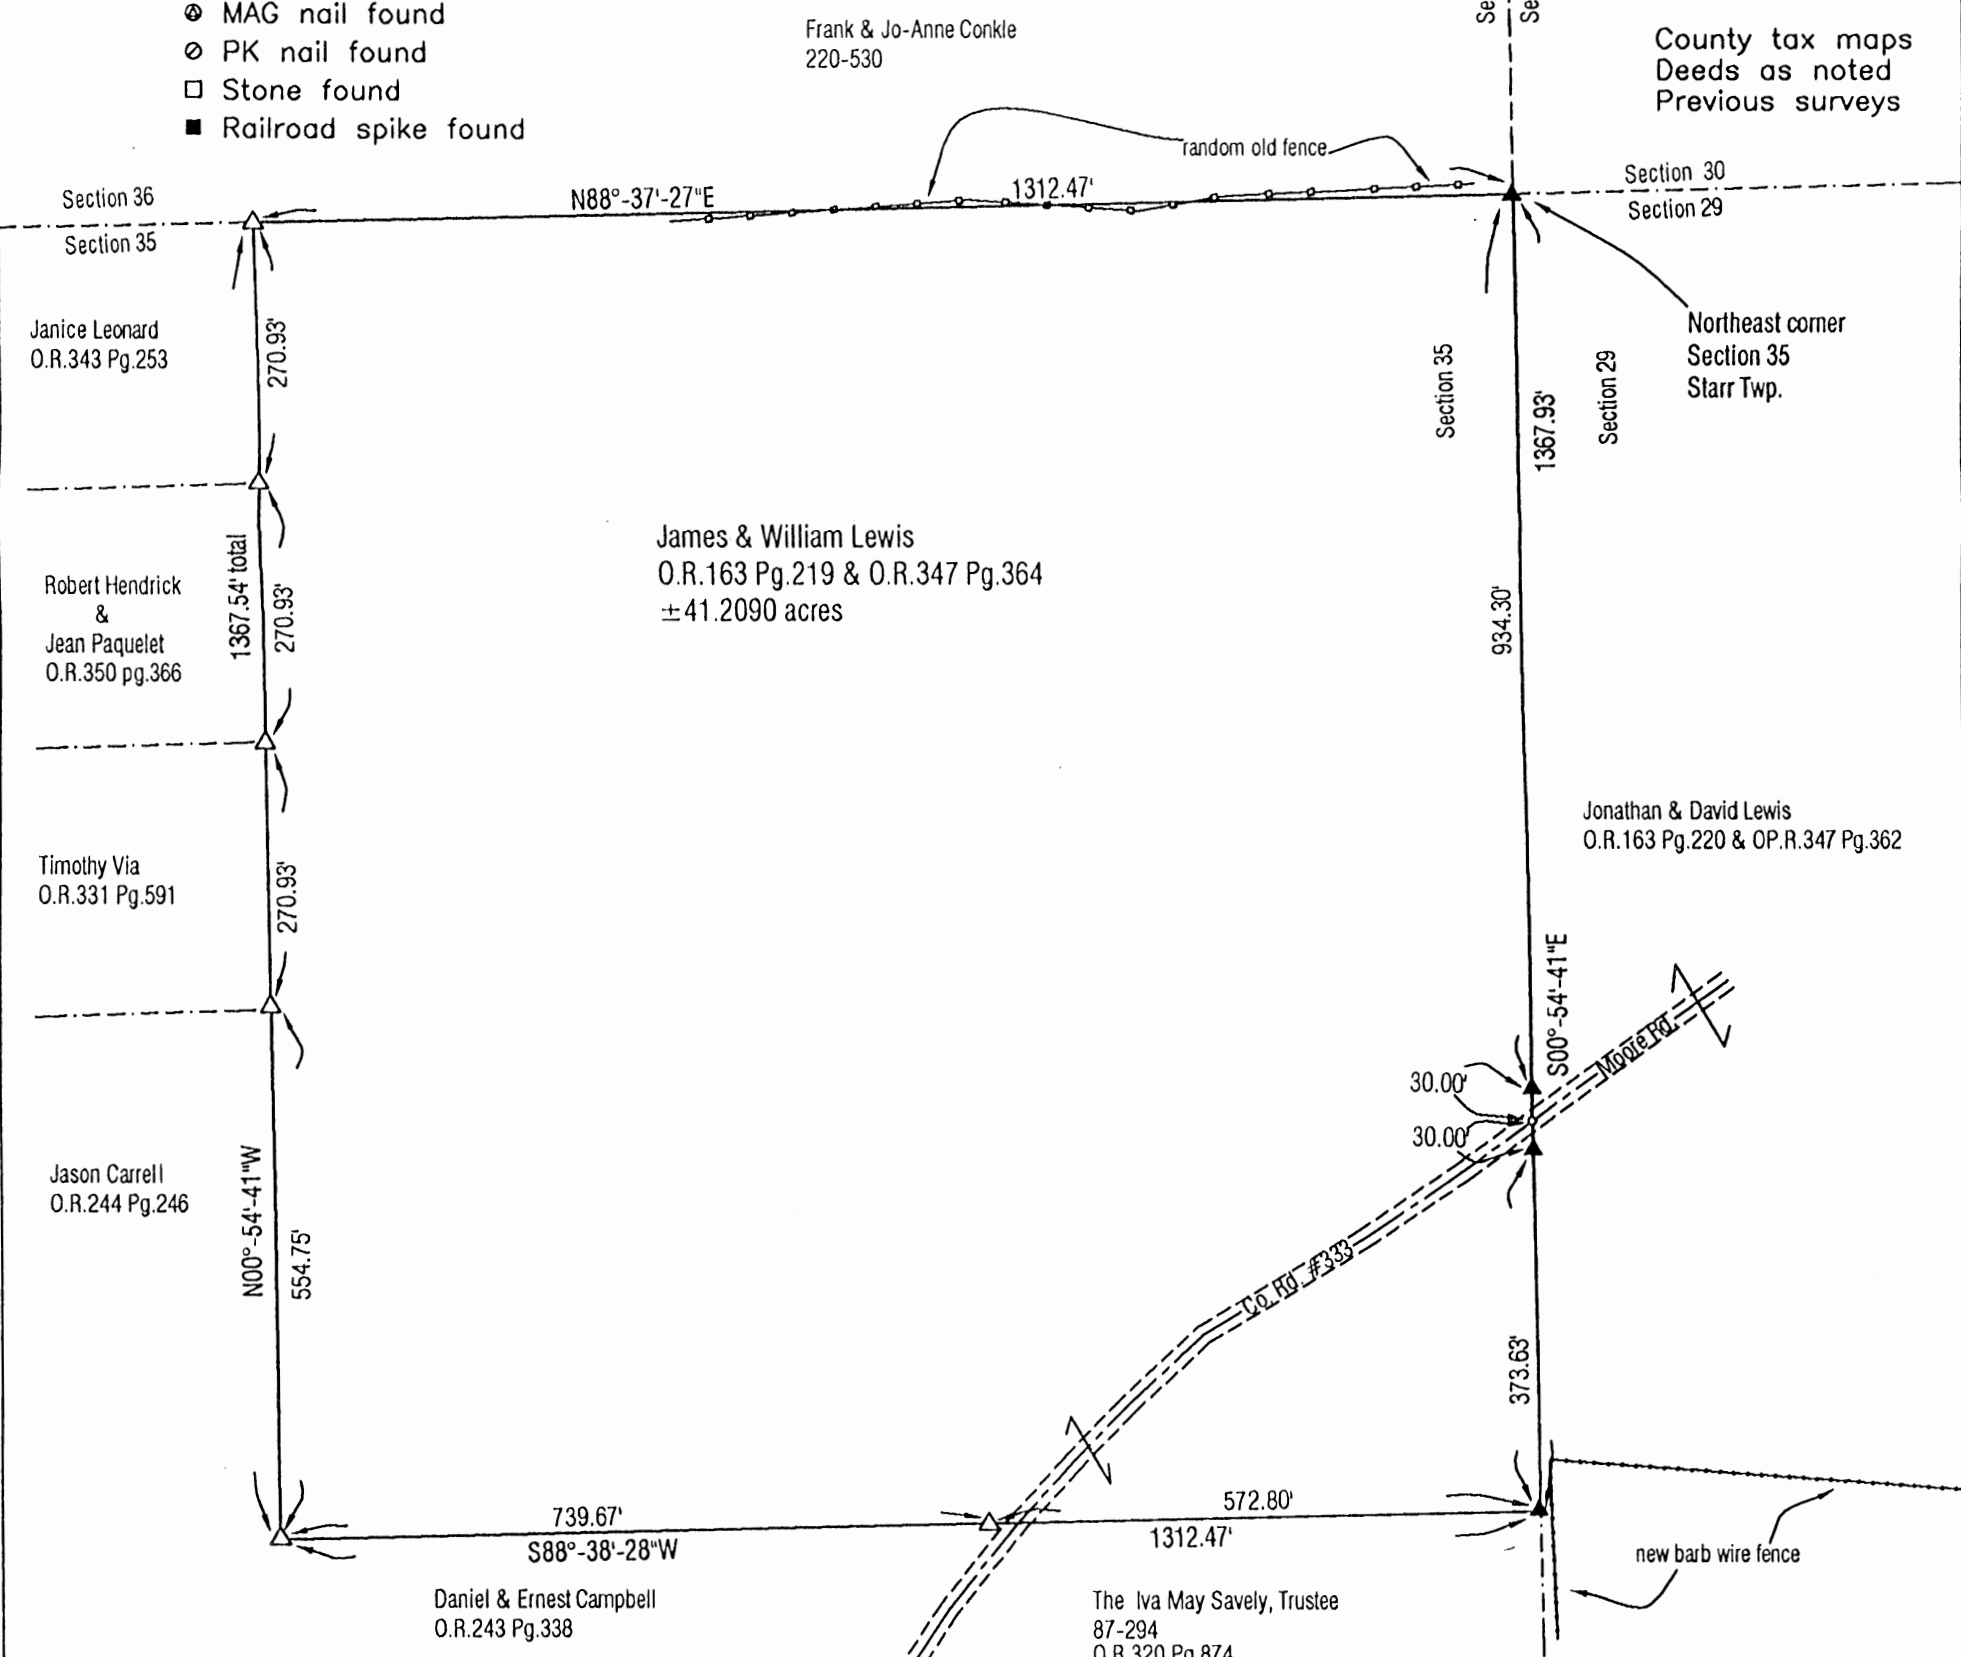 MAG nail found
PK nail found
Stone found
Railroad spike found
Frank & Jo-Anne Conkle
220-530
County tax maps
Deeds as noted
Previous surveys
random old fence
Section 36
Section 35
N88°-37'-27"E
1312.47'
Section 30
Section 29
Northeast corner
Section 35
Starr Twp.
Janice Leonard
O.R.343 Pg.253
270.93'
Section 35
Section 29
1367.93'
James & William Lewis
O.R.163 Pg.219 & O.R.347 Pg.364
±41.2090 acres
Robert Hendrick
&
Jean Paquelet
O.R.350 pg.366
1367.54' total
270.93'
934.30'
Timothy Via
O.R.331 Pg.591
270.93'
Jonathan & David Lewis
O.R.163 Pg.220 & OP.R.347 Pg.362
S00°-54'-41"E
Moore Rd.
30.00'
30.00'
Jason Carrell
O.R.244 Pg.246
N00°-54'-41"W
554.75'
Co. Rd. #333
373.63'
739.67'
S88°-38'-28"W
572.80'
1312.47'
new barb wire fence
Daniel & Ernest Campbell
O.R.243 Pg.338
The Iva May Savely, Trustee
87-294
O.R.320 Pg.874